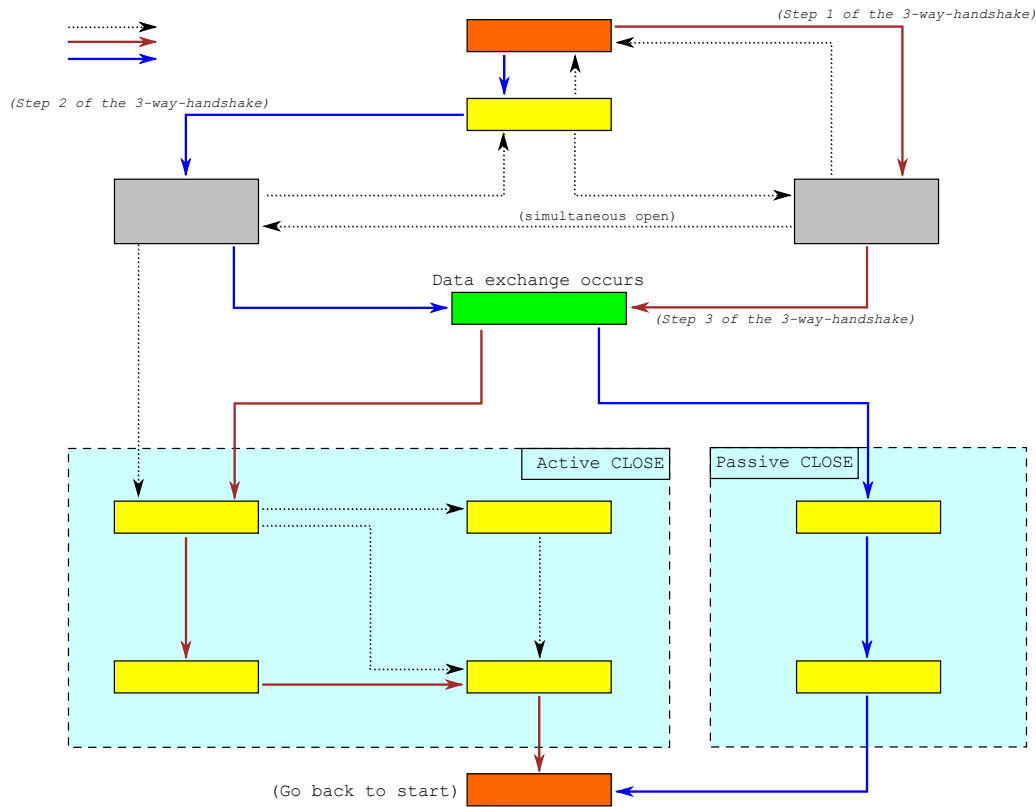 (Step 1 of the 3-way-handshake)
(Step 2 of the 3-way-handshake)
(simultaneous open)
Data exchange occurs
(Step 3 of the 3-way-handshake)
Active CLOSE
Passive CLOSE
(Go back to start)